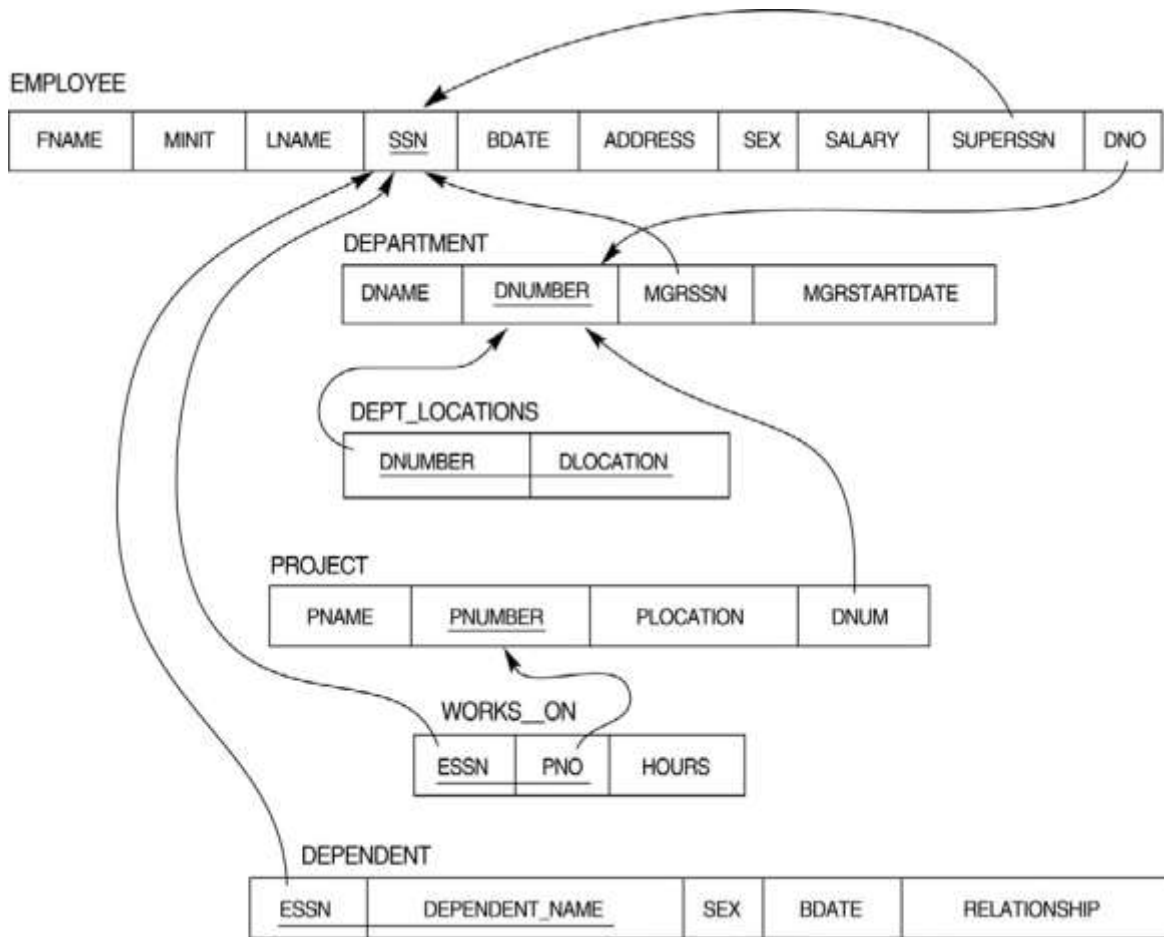 EMPLOYEE
FNAME MINIT LNAME SSN BDATE ADDRESS SEX SALARY SUPERSSN DNO
DEPARTMENT
DNAME DNUMBER MGRSSN MGRSTARTDATE
DEPT_LOCATIONS
DNUMBER DLOCATION
PROJECT
PNAME PNUMBER PLOCATION DNUM
WORKS__ON
ESSN PNO HOURS
DEPENDENT
ESSN DEPENDENT_NAME SEX BDATE RELATIONSHIP